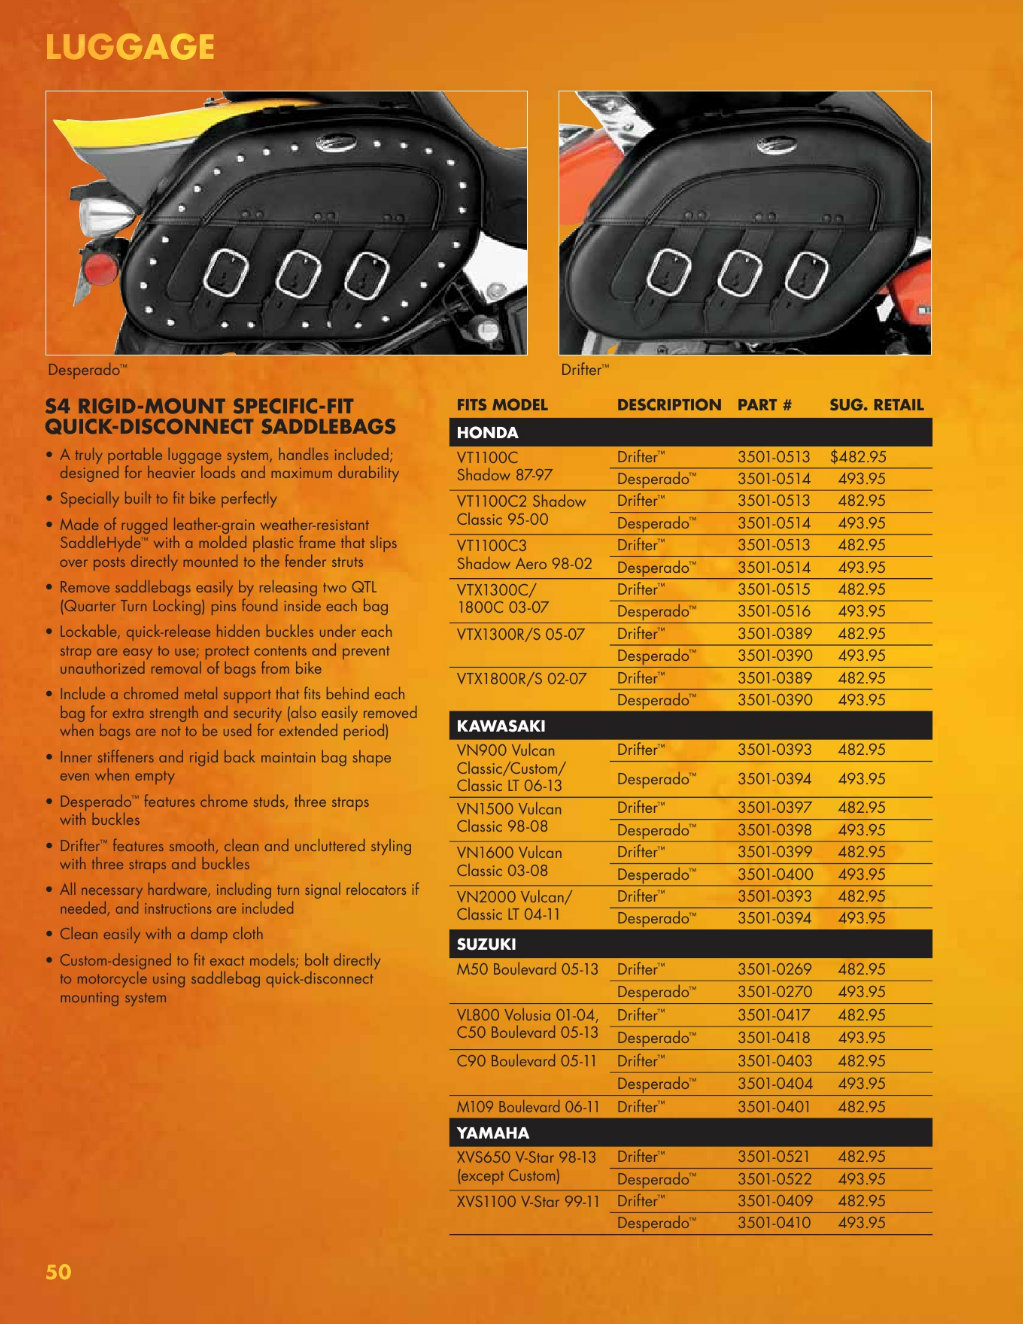 LUGGAGE
Desperado™
Drifter™
S4 RIGID-MOUNT SPECIFIC-FIT
QUICK-DISCONNECT SADDLEBAGS
• A truly portable luggage system, handles included;
designed for heavier loads and maximum durability
• Specially built to fit bike perfectly
• Made of rugged leather-grain weather-resistant
SaddleHyde™ with a molded plastic frame that slips
over posts directly mounted to the fender struts
• Remove saddlebags easily by releasing two QTL
(Quarter Turn Locking) pins found inside each bag
• Lockable, quick-release hidden buckles under each
strap are easy to use; protect contents and prevent
unauthorized removal of bags from bike
• Include a chromed metal support that fits behind each
bag for extra strength and security (also easily removed
when bags are not to be used for extended period)
• Inner stiffeners and rigid back maintain bag shape
even when empty
• Desperado™ features chrome studs, three straps
with buckles
• Drifter™ features smooth, clean and uncluttered styling
with three straps and buckles
• All necessary hardware, including turn signal relocators if
needed, and instructions are included
• Clean easily with a damp cloth
• Custom-designed to fit exact models; bolt directly
to motorcycle using saddlebag quick-disconnect
mounting system
FITS MODEL DESCRIPTION PART # SUG. RETAIL
HONDA
VT1100C Drifter™ 3501-0513 $482.95
Shadow 87-97 Desperado™ 3501-0514 493.95
VT1100C2 Shadow Drifter™ 3501-0513 482.95
Classic 95-00 Desperado™ 3501-0514 493.95
VT1100C3 Drifter™ 3501-0513 482.95
Shadow Aero 98-02 Desperado™ 3501-0514 493.95
VTX1300C/ Drifter™ 3501-0515 482.95
1800C 03-07 Desperado™ 3501-0516 493.95
VTX1300R/S 05-07 Drifter™ 3501-0389 482.95
Desperado™ 3501-0390 493.95
VTX1800R/S 02-07 Drifter™ 3501-0389 482.95
Desperado™ 3501-0390 493.95
KAWASAKI
VN900 Vulcan Drifter™ 3501-0393 482.95
Classic/Custom/
Classic LT 06-13 Desperado™ 3501-0394 493.95
VN1500 Vulcan Drifter™ 3501-0397 482.95
Classic 98-08 Desperado™ 3501-0398 493.95
VN1600 Vulcan Drifter™ 3501-0399 482.95
Classic 03-08 Desperado™ 3501-0400 493.95
VN2000 Vulcan/ Drifter™ 3501-0393 482.95
Classic LT 04-11 Desperado™ 3501-0394 493.95
SUZUKI
M50 Boulevard 05-13 Drifter™ 3501-0269 482.95
Desperado™ 3501-0270 493.95
VL800 Volusia 01-04, Drifter™ 3501-0417 482.95
C50 Boulevard 05-13 Desperado™ 3501-0418 493.95
C90 Boulevard 05-11 Drifter™ 3501-0403 482.95
Desperado™ 3501-0404 493.95
M109 Boulevard 06-11 Drifter™ 3501-0401 482.95
YAMAHA
XVS650 V-Star 98-13 Drifter™ 3501-0521 482.95
(except Custom) Desperado™ 3501-0522 493.95
XVS1100 V-Star 99-11 Drifter™ 3501-0409 482.95
Desperado™ 3501-0410 493.95
50